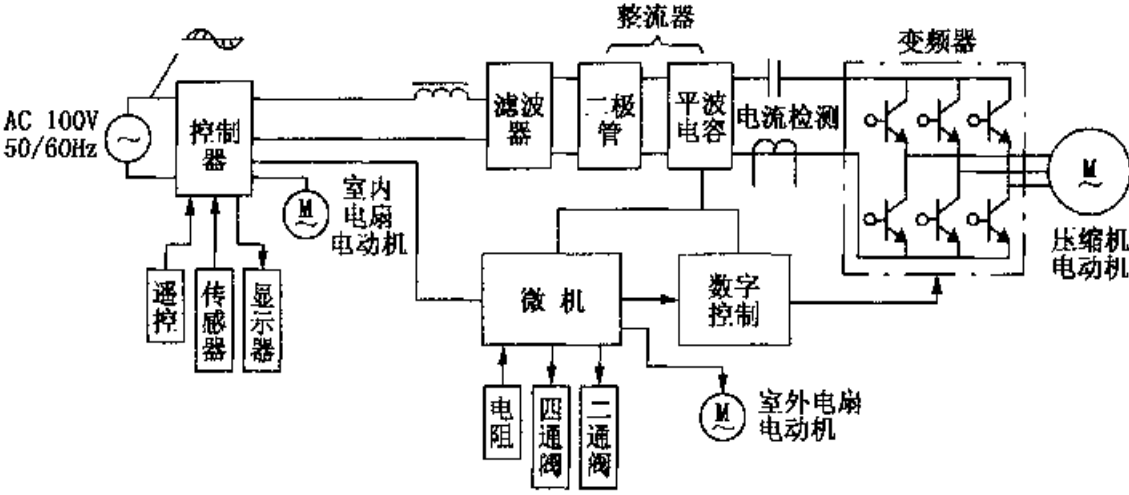 整流器
变频器
AC 100V
50/60Hz
控制
器
滤波
器
二极
管
平波
电容
电流检测
M
压缩机
电动机
M
室内
电扇
电动机
遥控
传感器
显示器
微机
数字
控制
电阻
四通阀
二通阀
M
室外电扇
电动机